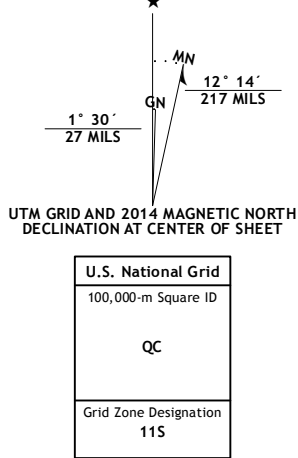 ★
MN
GN
12° 14´
217 MILS
1° 30´
27 MILS
UTM GRID AND 2014 MAGNETIC NORTH
DECLINATION AT CENTER OF SHEET
U.S. National Grid
100,000-m Square ID
QC
Grid Zone Designation
11S